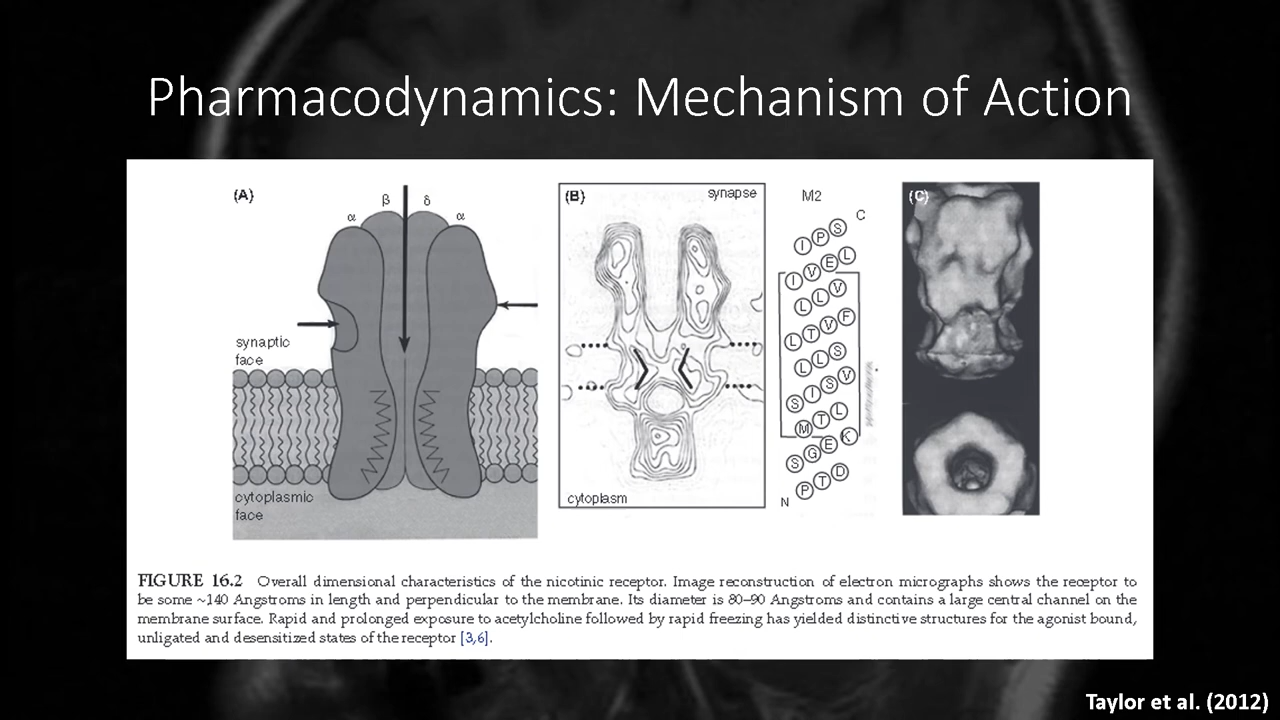 Pharmacodynamics: Mechanism of Action
(A)
β δ
α α
synaptic
face
cytoplasmic
face
(B)
synapse
cytoplasm
M2
C
I P S
I V E L
L L V
L T V F
L L S
S I S V
M T L
S G E K
P T D
N
(C)
FIGURE 16.2 Overall dimensional characteristics of the nicotinic receptor. Image reconstruction of electron micrographs shows the receptor to
be some ~140 Angstroms in length and perpendicular to the membrane. Its diameter is 80–90 Angstroms and contains a large central channel on the
membrane surface. Rapid and prolonged exposure to acetylcholine followed by rapid freezing has yielded distinctive structures for the agonist bound,
unligated and desensitized states of the receptor [3,6].
Taylor et al. (2012)